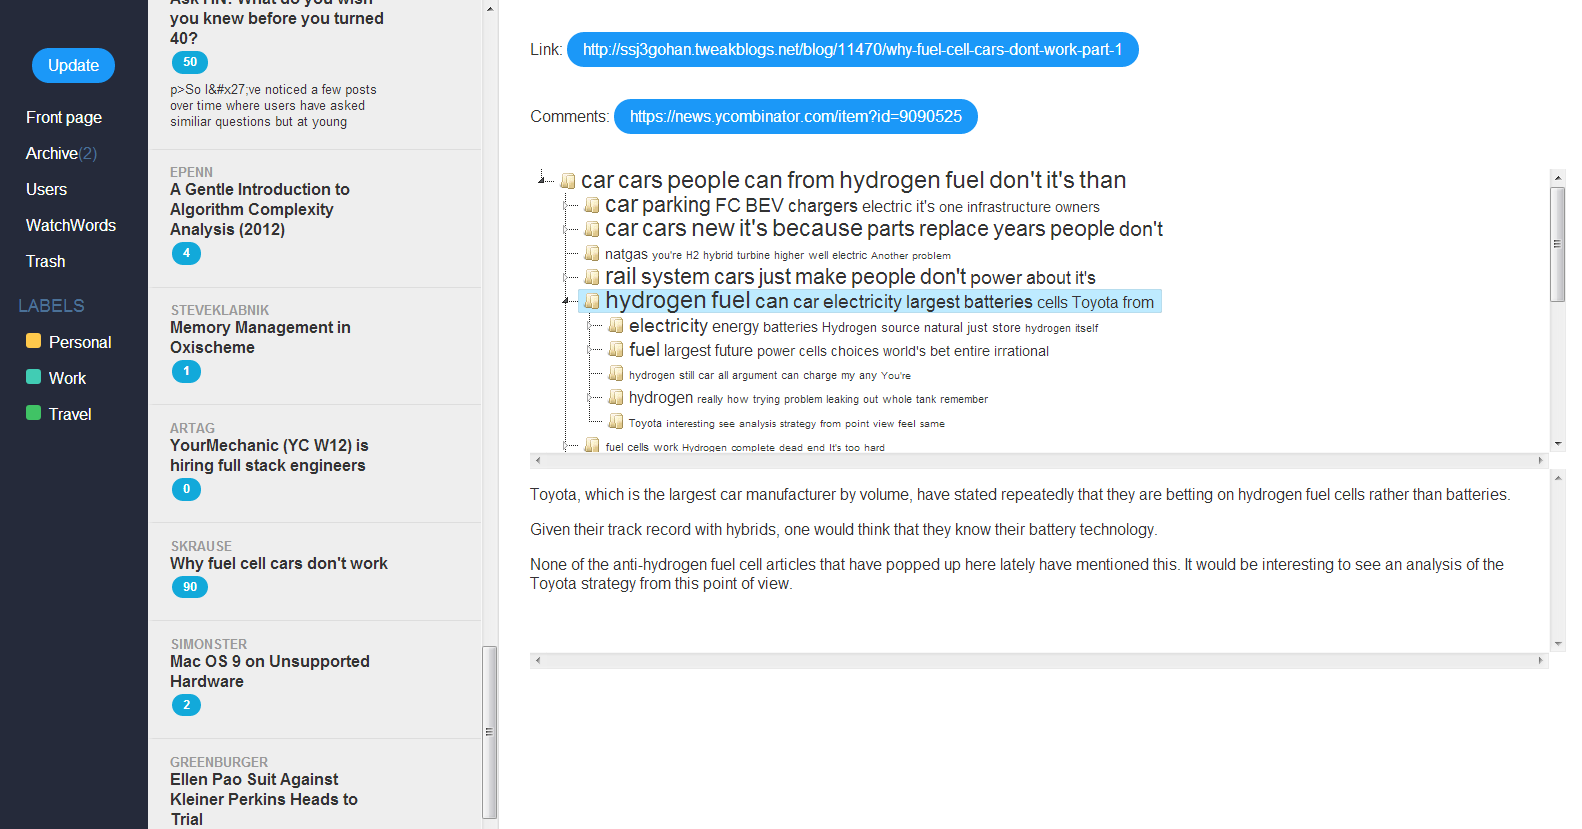 Update
Front page
Archive(2)
Users
WatchWords
Trash
LABELS
Personal
Work
Travel
Ask HN: What do you wish
you knew before you turned
40?
50
p>So I&#x27;ve noticed a few posts
over time where users have asked
similiar questions but at young
EPENN
A Gentle Introduction to
Algorithm Complexity
Analysis (2012)
4
STEVEKLABNIK
Memory Management in
Oxischeme
1
ARTAG
YourMechanic (YC W12) is
hiring full stack engineers
0
SKRAUSE
Why fuel cell cars don't work
90
SIMONSTER
Mac OS 9 on Unsupported
Hardware
2
GREENBURGER
Ellen Pao Suit Against
Kleiner Perkins Heads to
Trial
Link: http://ssj3gohan.tweakblogs.net/blog/11470/why-fuel-cell-cars-dont-work-part-1
Comments: https://news.ycombinator.com/item?id=9090525
car cars people can from hydrogen fuel don't it's than
car parking FC BEV chargers electric it's one infrastructure owners
car cars new it's because parts replace years people don't
natgas you're H2 hybrid turbine higher well electric Another problem
rail system cars just make people don't power about it's
hydrogen fuel can car electricity largest batteries cells Toyota from
electricity energy batteries Hydrogen source natural just store hydrogen itself
fuel largest future power cells choices world's bet entire irrational
hydrogen still car all argument can charge my any You're
hydrogen really how trying problem leaking out whole tank remember
Toyota interesting see analysis strategy from point view feel same
fuel cells work Hydrogen complete dead end It's too hard
Toyota, which is the largest car manufacturer by volume, have stated repeatedly that they are betting on hydrogen fuel cells rather than batteries.
Given their track record with hybrids, one would think that they know their battery technology.
None of the anti-hydrogen fuel cell articles that have popped up here lately have mentioned this. It would be interesting to see an analysis of the
Toyota strategy from this point of view.